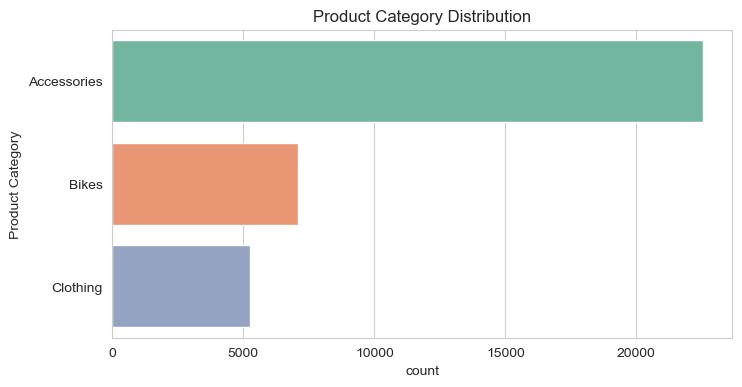 Product Category Distribution
Product Category
Accessories
Bikes
Clothing
0 5000 10000 15000 20000
count